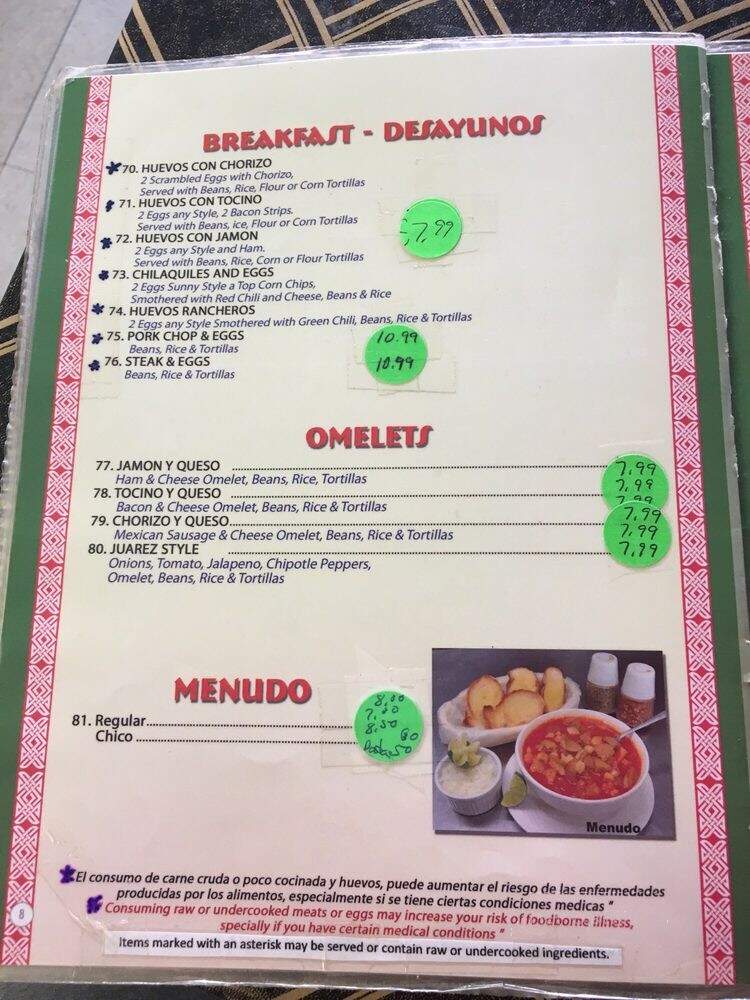 BREAKFAST - DESAYUNOS
*70. HUEVOS CON CHORIZO
2 Scrambled Eggs with Chorizo,
Served with Beans, Rice, Flour or Corn Tortillas
*71. HUEVOS CON TOCINO
2 Eggs any Style, 2 Bacon Strips.
Served with Beans, ice, Flour or Corn Tortillas
7.99
*72. HUEVOS CON JAMON
2 Eggs any Style and Ham.
Served with Beans, Rice, Corn or Flour Tortillas
*73. CHILAQUILES AND EGGS
2 Eggs Sunny Style a Top Corn Chips,
Smothered with Red Chili and Cheese, Beans & Rice
*74. HUEVOS RANCHEROS
2 Eggs any Style Smothered with Green Chili, Beans, Rice & Tortillas
*75. PORK CHOP & EGGS 10.99
Beans, Rice & Tortillas
*76. STEAK & EGGS 10.99
Beans, Rice & Tortillas
OMELETS
77. JAMON Y QUESO 7.99
Ham & Cheese Omelet, Beans, Rice, Tortillas 7.99
78. TOCINO Y QUESO 7.99
Bacon & Cheese Omelet, Beans, Rice & Tortillas 7.99
79. CHORIZO Y QUESO 7.99
Mexican Sausage & Cheese Omelet, Beans, Rice & Tortillas
80. JUAREZ STYLE 7.99
Onions, Tomato, Jalapeno, Chipotle Peppers,
Omelet, Beans, Rice & Tortillas
MENUDO
8.00
81. Regular
8.50
Chico
Menudo
*El consumo de carne cruda o poco cocinada y huevos, puede aumentar el riesgo de las enfermedades
producidas por los alimentos, especialmente si se tiene ciertas condiciones medicas "
* Consuming raw or undercooked meats or eggs may increase your risk of foodborne illness,
specially if you have certain medical conditions "
Items marked with an asterisk may be served or contain raw or undercooked ingredients.
8